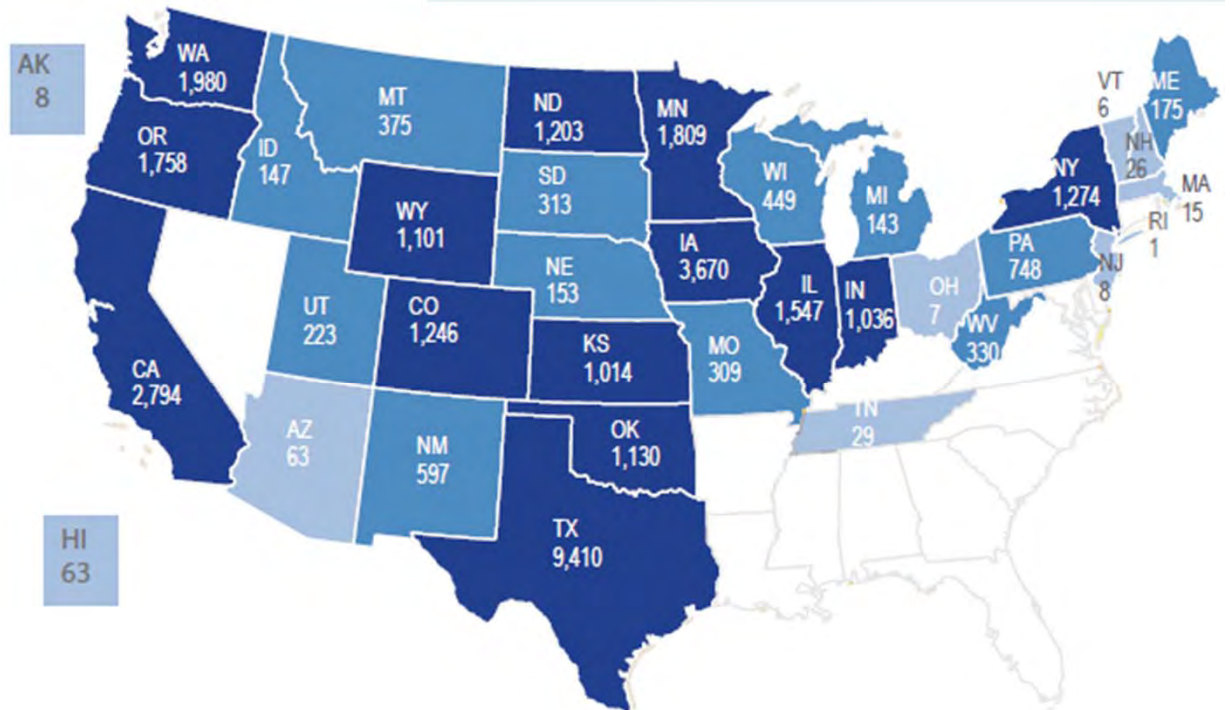 WA
1,980
AK
8
MT
375
ND
1,203
MN
1,809
VT
6
ME
175
OR
1,758
ID
147
SD
313
WI
449
MI
143
NY
1,274
NH
26
MA
15
WY
1,101
IA
3,670
RI
1
PA
748
NJ
8
NE
153
IL
1,547
IN
1,036
OH
7
UT
223
CO
1,246
WV
330
KS
1,014
MO
309
CA
2,794
AZ
63
NM
597
OK
1,130
TN
29
TX
9,410
HI
63